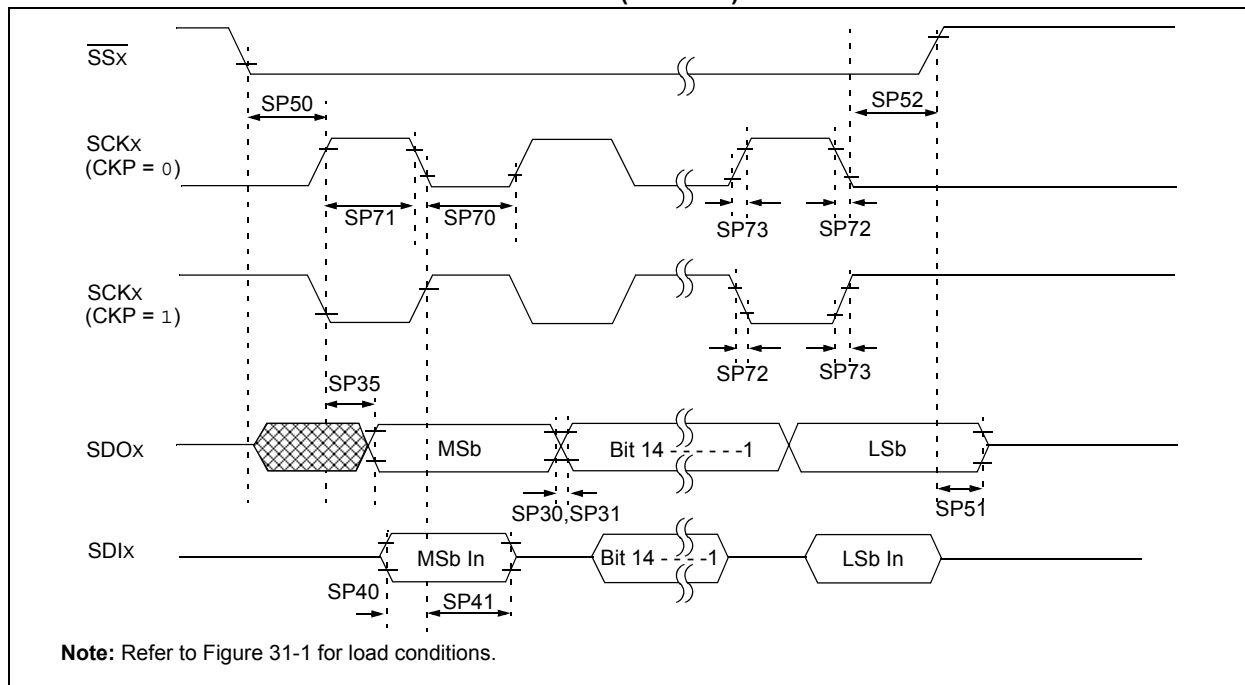 SSx
SP50
SP52
SCKx
(CKP = 0)
SP71
SP70
SP73
SP72
SCKx
(CKP = 1)
SP72
SP73
SP35
SDOx
MSb
Bit 14 - - - - - -1
LSb
SP30,SP31
SP51
SDIx
MSb In
Bit 14 - - - -1
LSb In
SP40
SP41
Note: Refer to Figure 31-1 for load conditions.